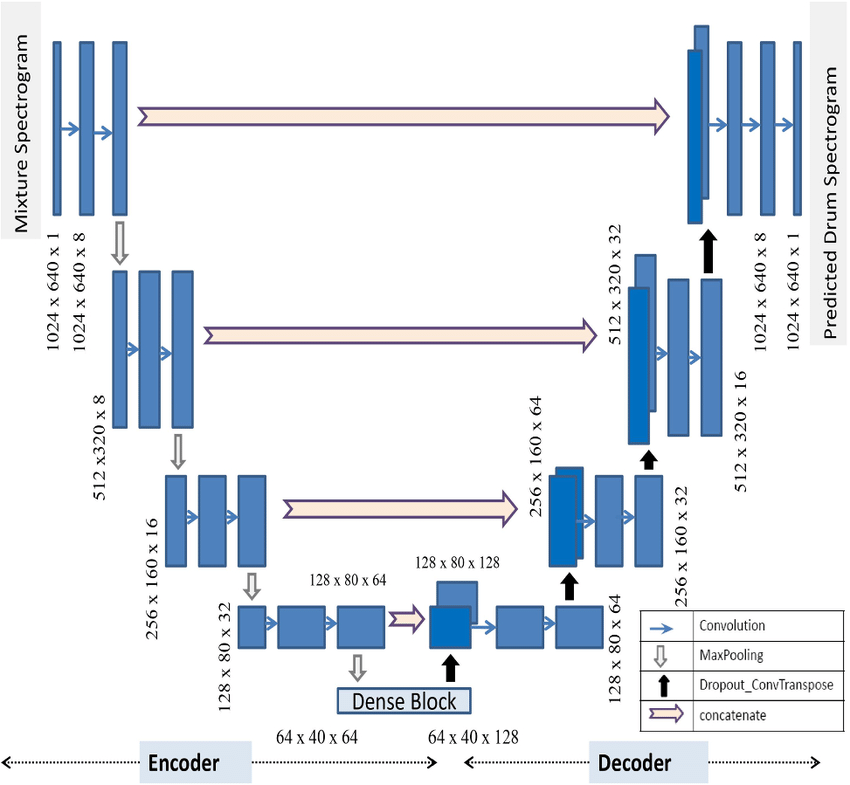 Mixture Spectrogram
1024 x 640 x 1
1024 x 640 x 8
512 x320 x 8
256 x 160 x 16
128 x 80 x 32
128 x 80 x 64
128 x 80 x 128
Dense Block
64 x 40 x 64
64 x 40 x 128
128 x 80 x 64
256 x 160 x 64
256 x 160 x 32
512 x 320 x 32
512 x 320 x 16
1024 x 640 x 8
1024 x 640 x 1
Predicted Drum Spectrogram
Convolution
MaxPooling
Dropout_ConvTranspose
concatenate
Encoder
Decoder